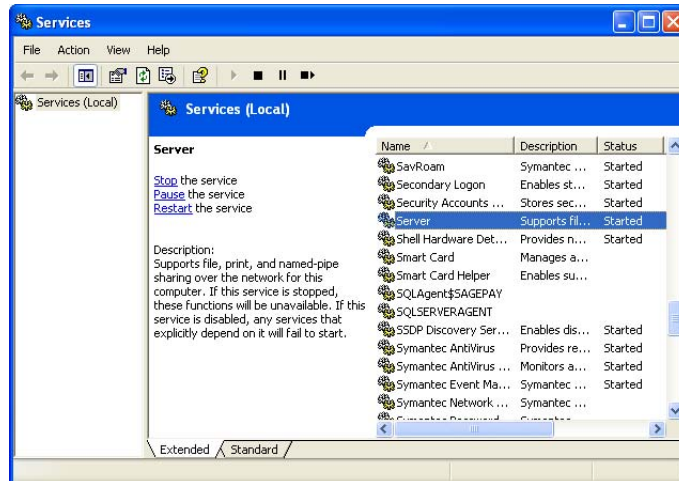 Services
File Action View Help
Services (Local)
Services (Local)
Server
Stop the service
Pause the service
Restart the service
Description:
Supports file, print, and named-pipe
sharing over the network for this
computer. If this service is stopped,
these functions will be unavailable. If this
service is disabled, any services that
explicitly depend on it will fail to start.
Name Description Status
SavRoam Symantec ... Started
Secondary Logon Enables st... Started
Security Accounts ... Stores sec... Started
Server Supports fil... Started
Shell Hardware Det... Provides n... Started
Smart Card Manages a...
Smart Card Helper Enables su...
SQLAgent$SAGEPAY
SQLSERVERAGENT
SSDP Discovery Ser... Enables dis... Started
Symantec AntiVirus Provides re... Started
Symantec AntiVirus ... Monitors a... Started
Symantec Event Ma... Symantec ... Started
Symantec Network ... Symantec ...
Extended Standard